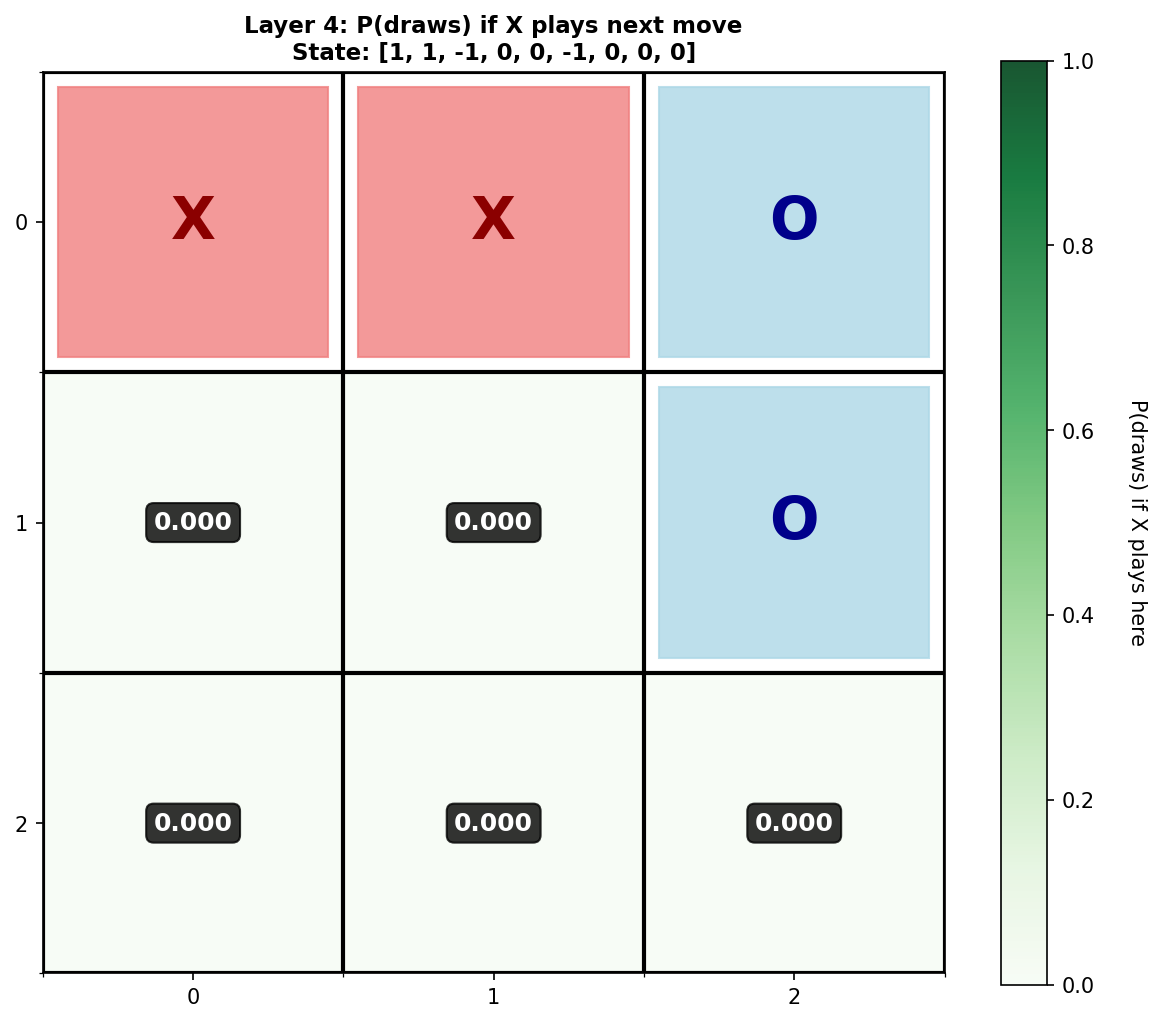 Layer 4: P(draws) if X plays next move
State: [1, 1, -1, 0, 0, -1, 0, 0, 0]
0
X
X
O
1
0.000
0.000
O
2
0.000
0.000
0.000
0
1
2
1.0
0.8
0.6
0.4
0.2
0.0
P(draws) if X plays here